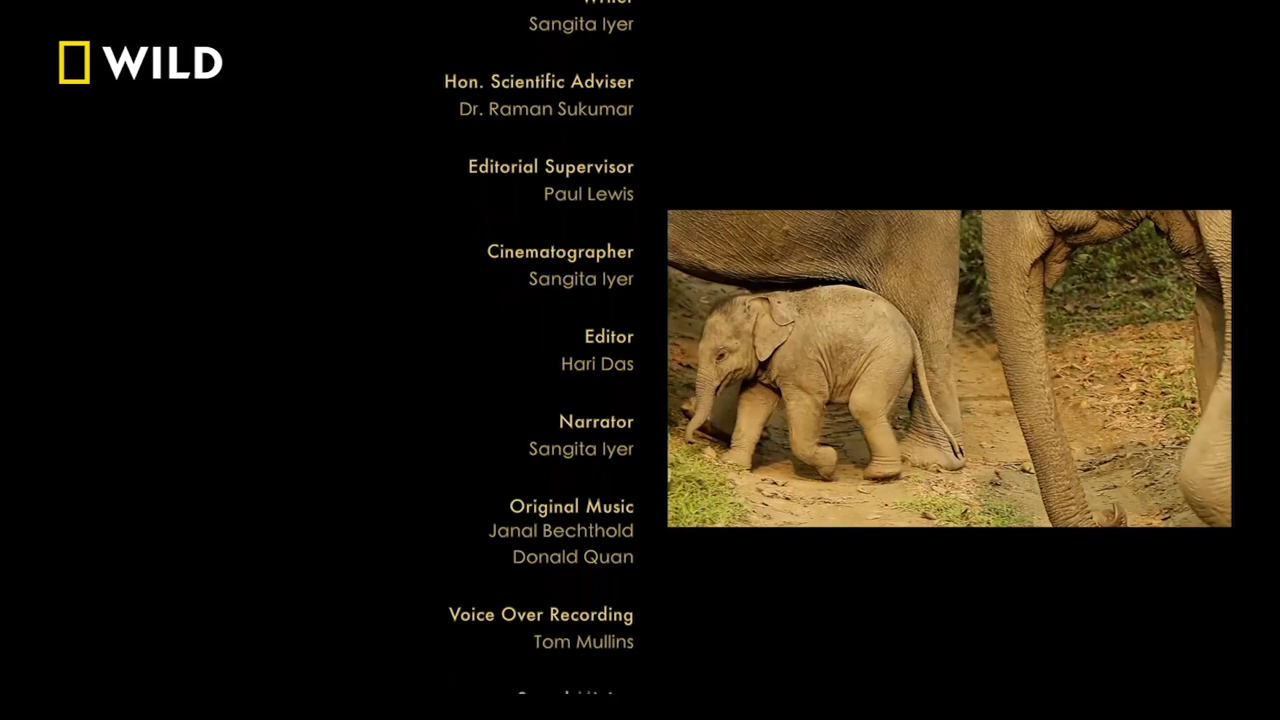 WILD
Writer
Sangita Iyer
Hon. Scientific Adviser
Dr. Raman Sukumar
Editorial Supervisor
Paul Lewis
Cinematographer
Sangita Iyer
Editor
Hari Das
Narrator
Sangita Iyer
Original Music
Janal Bechthold
Donald Quan
Voice Over Recording
Tom Mullins